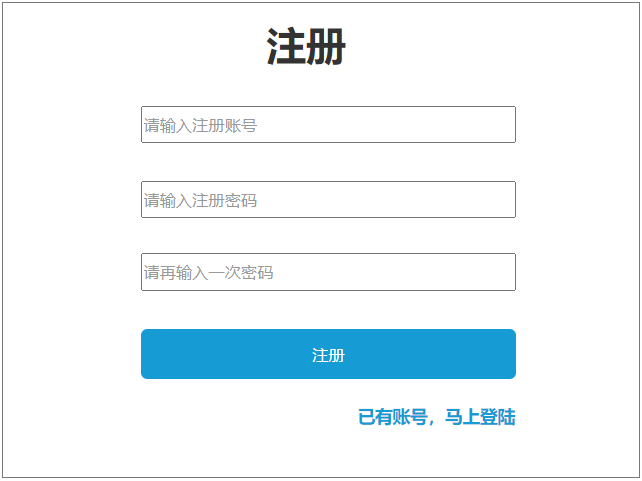 注册
请输入注册账号
请输入注册密码
请再输入一次密码
注册
已有账号，马上登陆